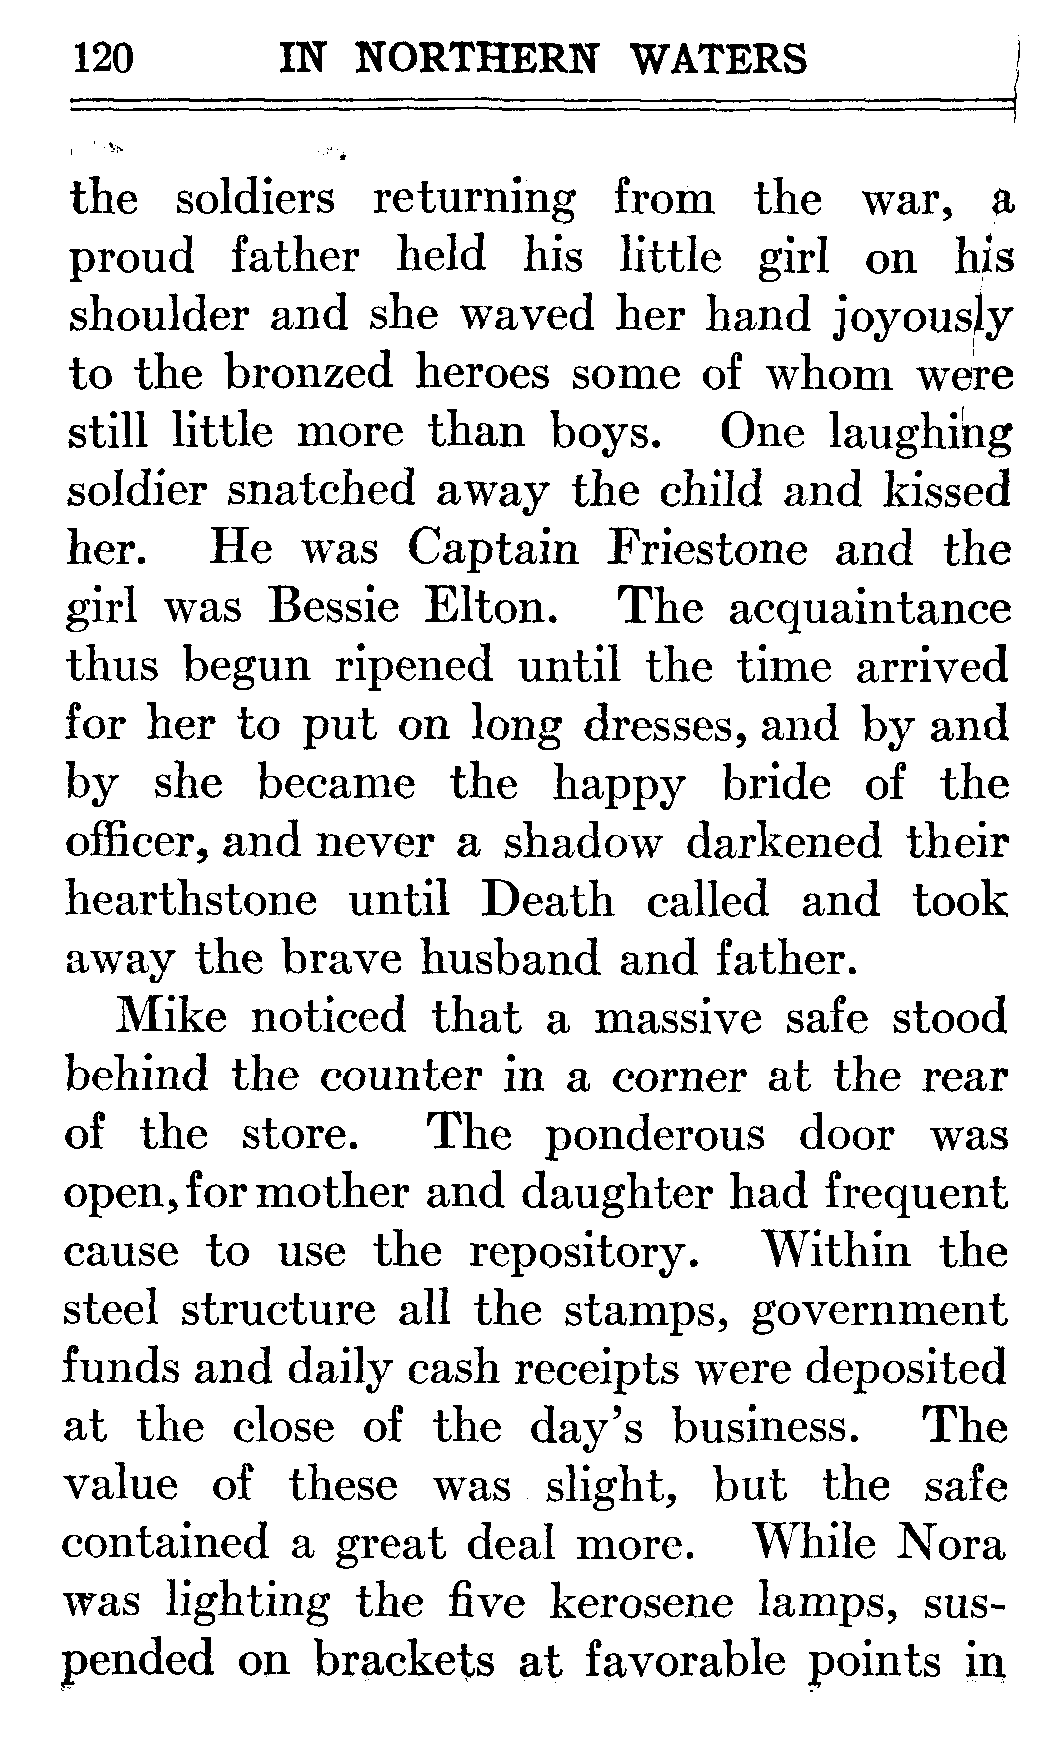 120 IN NORTHERN WATERS
the soldiers returning from the war, a
proud father held his little girl on his
shoulder and she waved her hand joyously
to the bronzed heroes some of whom were
still little more than boys. One laughing
soldier snatched away the child and kissed
her. He was Captain Friestone and the
girl was Bessie Elton. The acquaintance
thus begun ripened until the time arrived
for her to put on long dresses, and by and
by she became the happy bride of the
officer, and never a shadow darkened their
hearthstone until Death called and took
away the brave husband and father.
Mike noticed that a massive safe stood
behind the counter in a corner at the rear
of the store. The ponderous door was
open, for mother and daughter had frequent
cause to use the repository. Within the
steel structure all the stamps, government
funds and daily cash receipts were deposited
at the close of the day's business. The
value of these was slight, but the safe
contained a great deal more. While Nora
was lighting the five kerosene lamps, sus-
pended on brackets at favorable points in